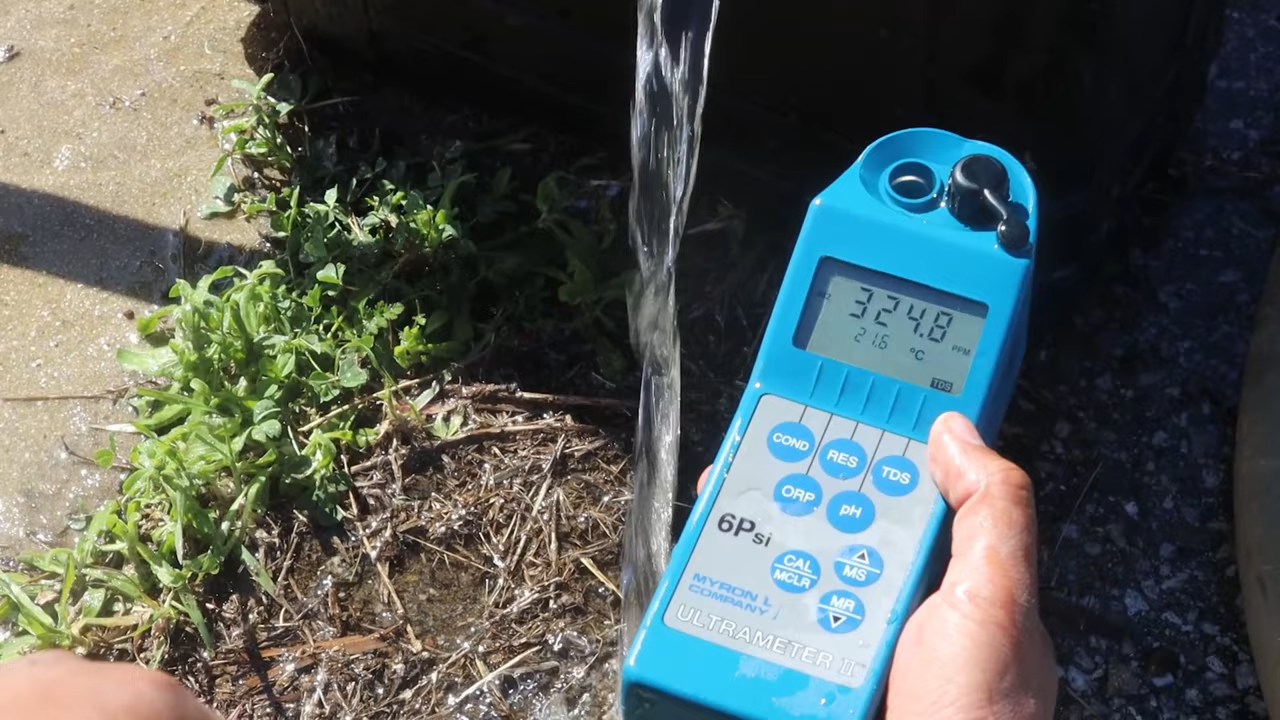 324.8
PPM
21.6 ºC
TDS
COND
RES
TDS
ORP
pH
6Psi
CAL
MCLR
MS
MR
MYRON L
COMPANY
ULTRAMETER II